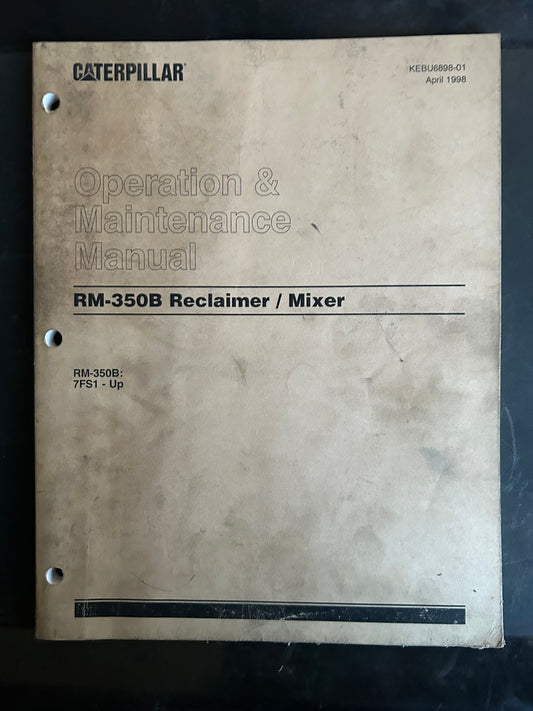 CATERPILLAR
KEBU6898-01
April 1998
Operation &
Maintenance
Manual
RM-350B Reclaimer / Mixer
RM-350B:
7FS1 - Up